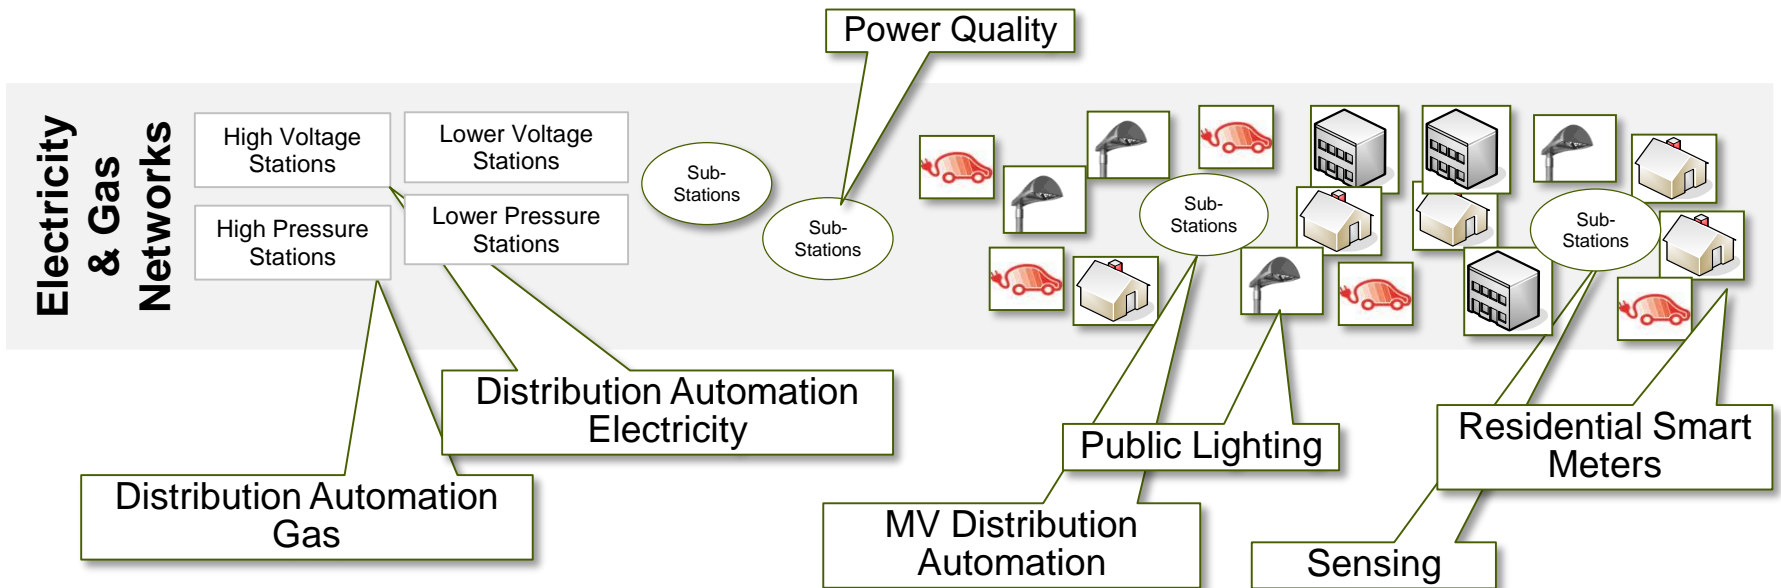 Power Quality
Electricity
& Gas
Networks
High Voltage
Stations
Lower Voltage
Stations
High Pressure
Stations
Lower Pressure
Stations
Sub-
Stations
Sub-
Stations
Sub-
Stations
Sub-
Stations
Distribution Automation
Electricity
Distribution Automation
Gas
Public Lighting
MV Distribution
Automation
Residential Smart
Meters
Sensing